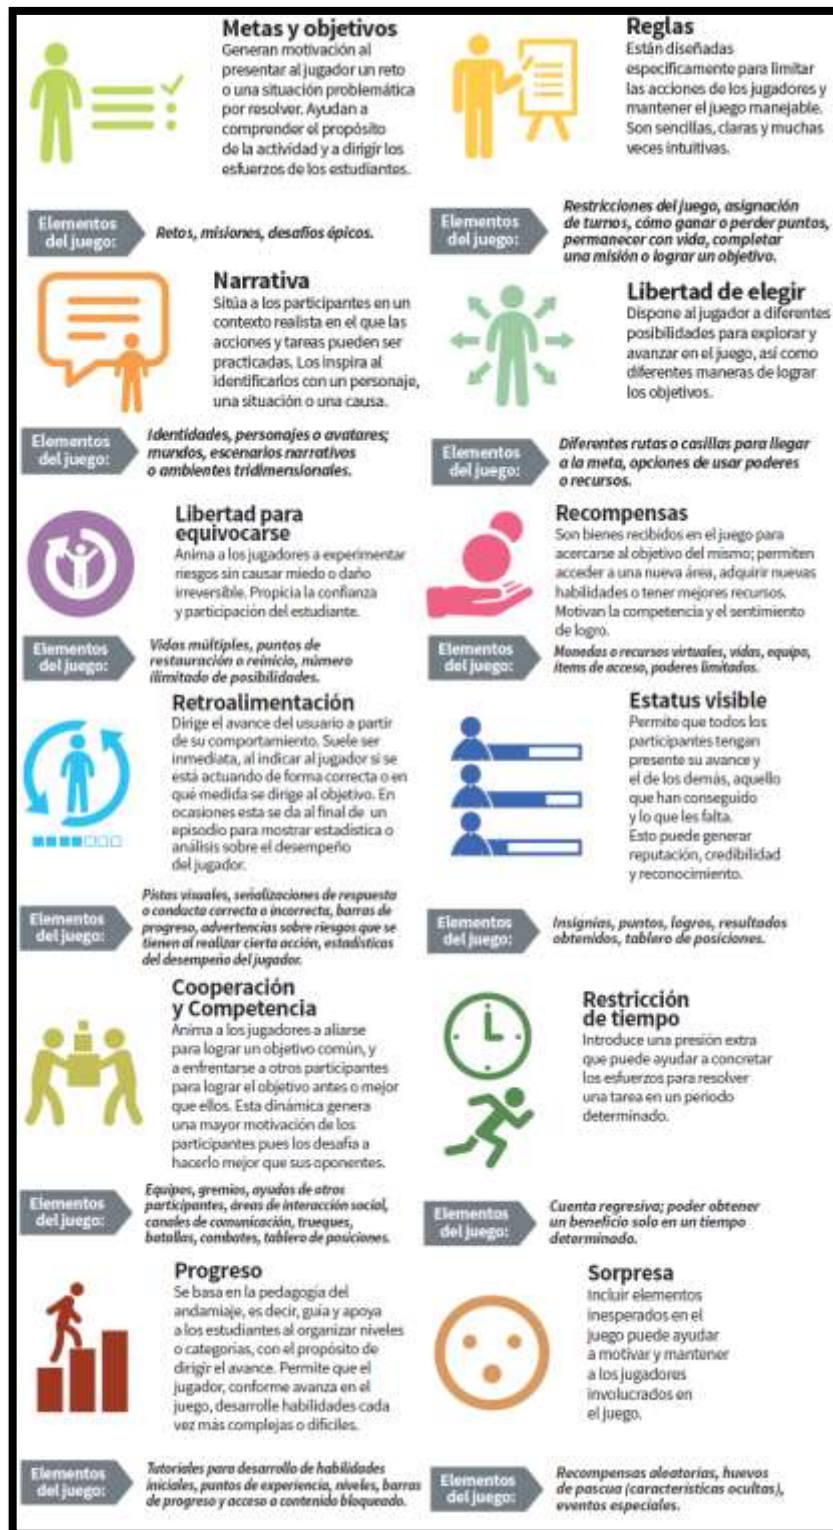 Metas y objetivos
Generan motivación al
presentar al jugador un reto
o una situación problemática
por resolver. Ayudan a
comprender el propósito
de la actividad y a dirigir los
esfuerzos de los estudiantes.
Elementos
del juego:
Retos, misiones, desafíos épicos.
Reglas
Están diseñadas
específicamente para limitar
las acciones de los jugadores y
mantener el juego manejable.
Son sencillas, claras y muchas
veces intuitivas.
Elementos
del juego:
Restricciones del juego, asignación
de turnos, cómo ganar o perder puntos,
permanecer con vida, completar
una misión o lograr un objetivo.
Narrativa
Sitúa a los participantes en un
contexto realista en el que las
acciones y tareas pueden ser
practicadas. Los inspira al
identificarlos con un personaje,
una situación o una causa.
Elementos
del juego:
Identidades, personajes o avatares;
mundos, escenarios narrativos
o ambientes tridimensionales.
Libertad de elegir
Dispone al jugador a diferentes
posibilidades para explorar y
avanzar en el juego, así como
diferentes maneras de lograr
los objetivos.
Elementos
del juego:
Diferentes rutas o casillas para llegar
a la meta, opciones de usar poderes
o recursos.
Libertad para
equivocarse
Anima a los jugadores a experimentar
riesgos sin causar miedo o daño
irreversible. Propicia la confianza
y participación del estudiante.
Elementos
del juego:
Vidas múltiples, puntos de
restauración o reinicio, número
ilimitado de posibilidades.
Recompensas
Son bienes recibidos en el juego para
acercarse al objetivo del mismo; permiten
acceder a una nueva área, adquirir nuevas
habilidades o tener mejores recursos.
Motivan la competencia y el sentimiento
de logro.
Elementos
del juego:
Monedas o recursos virtuales, vidas, equipo,
ítems de acceso, poderes limitados.
Retroalimentación
Dirige el avance del usuario a partir
de su comportamiento. Suele ser
inmediata, al indicar al jugador si se
está actuando de forma correcta o en
qué medida se dirige al objetivo. En
ocasiones esta se da al final de un
episodio para mostrar estadística o
análisis sobre el desempeño
del jugador.
Elementos
del juego:
Pistas visuales, señalizaciones de respuesta
o conducta correcta o incorrecta, barras de
progreso, advertencias sobre riesgos que se
tienen al realizar cierta acción, estadísticas
del desempeño del jugador.
Estatus visible
Permite que todos los
participantes tengan
presente su avance y
el de los demás, aquello
que han conseguido
y lo que les falta.
Esto puede generar
reputación, credibilidad
y reconocimiento.
Elementos
del juego:
Insignias, puntos, logros, resultados
obtenidos, tablero de posiciones.
Cooperación
y Competencia
Anima a los jugadores a aliarse
para lograr un objetivo común, y
a enfrentarse a otros participantes
para lograr el objetivo antes o mejor
que ellos. Esta dinámica genera
una mayor motivación de los
participantes pues los desafía a
hacerlo mejor que sus oponentes.
Elementos
del juego:
Equipos, gremios, ayudas de otros
participantes, áreas de interacción social,
canales de comunicación, trueques,
batallas, combates, tablero de posiciones.
Restricción
de tiempo
Introduce una presión extra
que puede ayudar a concretar
los esfuerzos para resolver
una tarea en un periodo
determinado.
Elementos
del juego:
Cuenta regresiva; poder obtener
un beneficio solo en un tiempo
determinado.
Progreso
Se basa en la pedagogía del
andamiaje, es decir, guía y apoya
a los estudiantes al organizar niveles
o categorías, con el propósito de
dirigir el avance. Permite que el
jugador, conforme avanza en el
juego, desarrolle habilidades cada
vez más complejas o difíciles.
Elementos
del juego:
Tutoriales para desarrollo de habilidades
iniciales, puntos de experiencia, niveles, barras
de progreso y acceso a contenido bloqueado.
Sorpresa
Incluir elementos
inesperados en el
juego puede ayudar
a motivar y mantener
a los jugadores
involucrados en
el juego.
Elementos
del juego:
Recompensas aleatorias, huevos
de pascua (características ocultas),
eventos especiales.